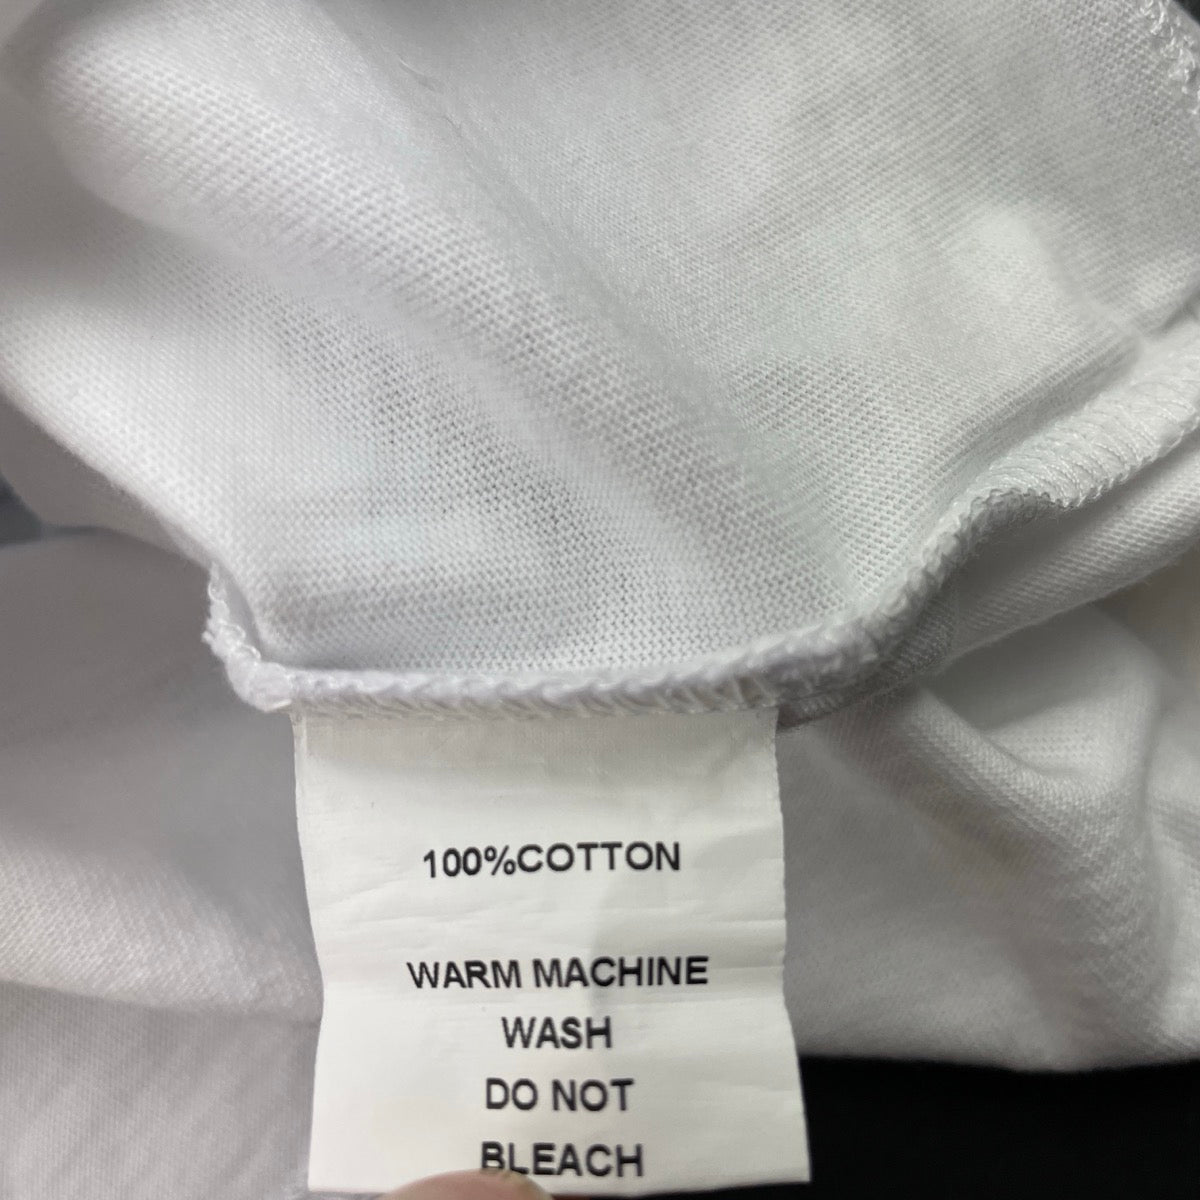 100%COTTON
WARM MACHINE
WASH
DO NOT
BLEACH